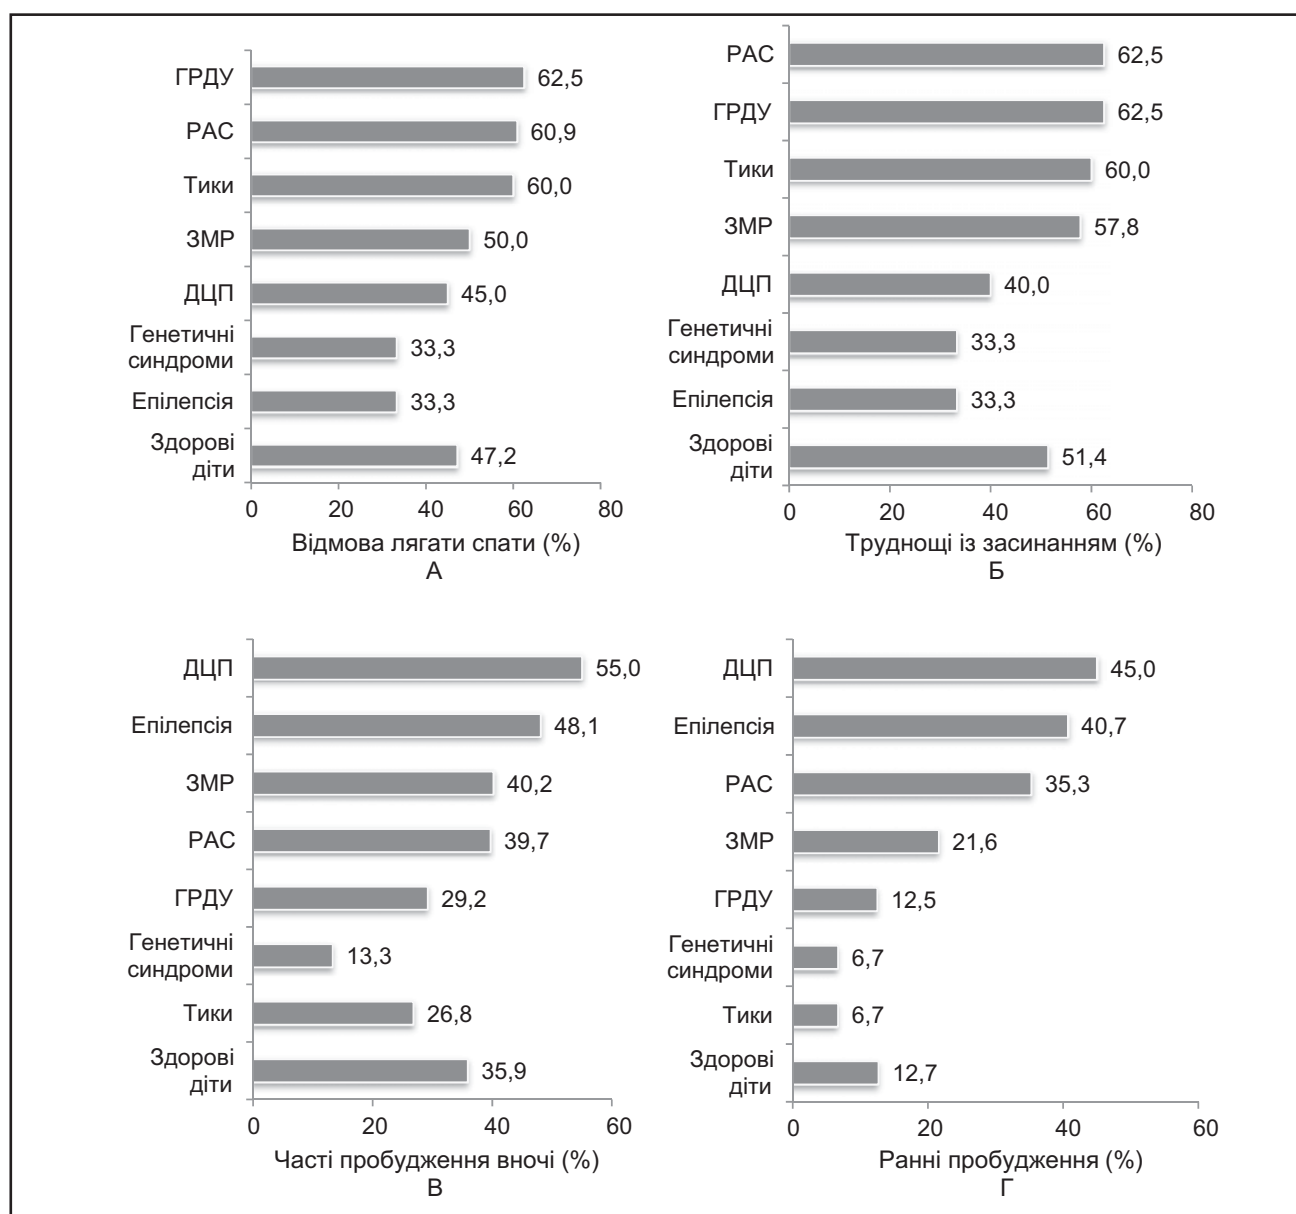 ГРДУ 62,5
РАС 60,9
Тики 60,0
ЗМР 50,0
ДЦП 45,0
Генетичні
синдроми 33,3
Епілепсія 33,3
Здорові
діти 47,2
0 20 40 60 80
Відмова лягати спати (%)
А
РАС 62,5
ГРДУ 62,5
Тики 60,0
ЗМР 57,8
ДЦП 40,0
Генетичні
синдроми 33,3
Епілепсія 33,3
Здорові
діти 51,4
0 20 40 60 80
Труднощі із засинанням (%)
Б
ДЦП 55,0
Епілепсія 48,1
ЗМР 40,2
РАС 39,7
ГРДУ 29,2
Генетичні
синдроми 13,3
Тики 26,8
Здорові
діти 35,9
0 20 40 60
Часті пробудження вночі (%)
В
ДЦП 45,0
Епілепсія 40,7
РАС 35,3
ЗМР 21,6
ГРДУ 12,5
Генетичні
синдроми 6,7
Тики 6,7
Здорові
діти 12,7
0 20 40 60
Ранні пробудження (%)
Г